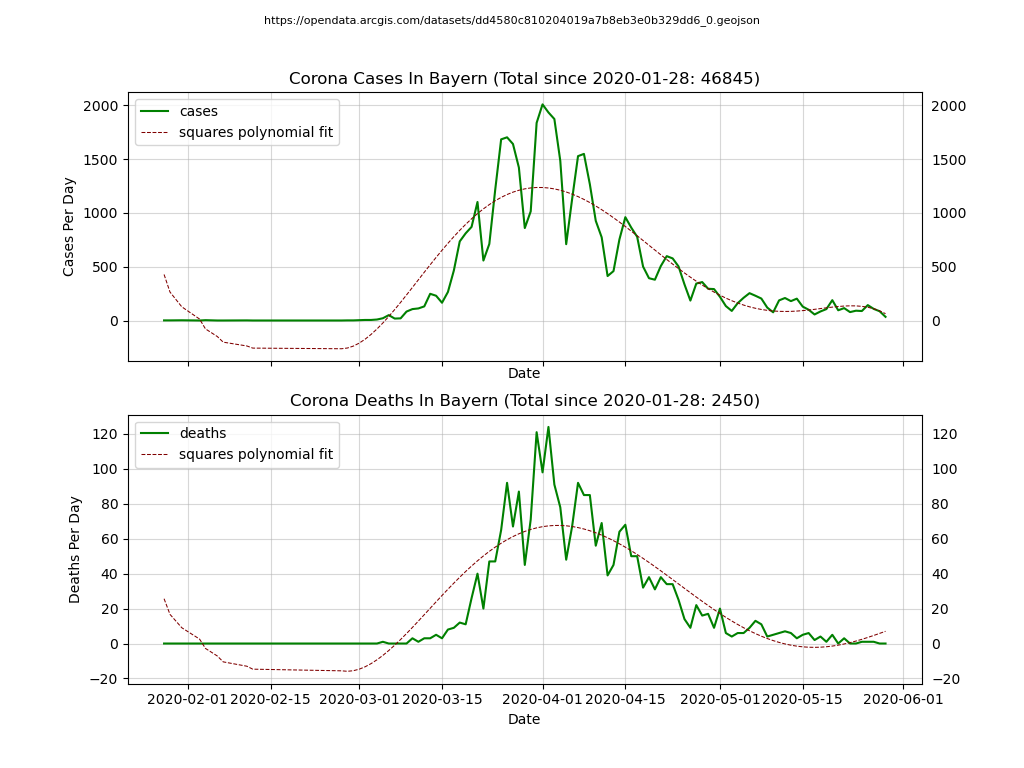 https://opendata.arcgis.com/datasets/dd4580c810204019a7b8eb3e0b329dd6_0.geojson
Corona Cases In Bayern (Total since 2020-01-28: 46845)
cases
squares polynomial fit
2000 2000
1500 1500
1000 1000
500 500
0 0
Cases Per Day
Date
Corona Deaths In Bayern (Total since 2020-01-28: 2450)
deaths
squares polynomial fit
120 120
100 100
80 80
60 60
40 40
20 20
0 0
−20 −20
Deaths Per Day
2020-02-01 2020-02-15 2020-03-01 2020-03-15 2020-04-01 2020-04-15 2020-05-01 2020-05-15 2020-06-01
Date